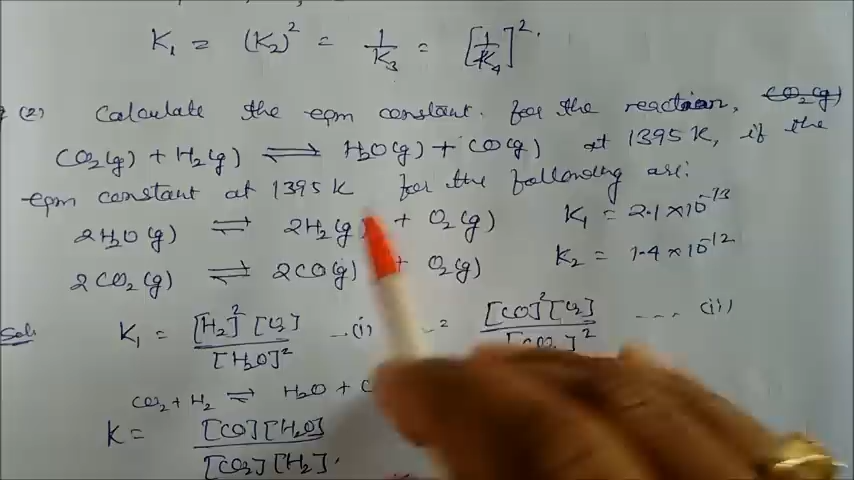 K₁ = (K₂)² = 1/K₃ = [1/K₄]².
(2) Calculate the eqm constant. for the reaction, CO₂(g)
CO₂(g) + H₂(g) ⇌ H₂O(g) + CO(g) at 1395 K, if the
eqm constant at 1395 K for the following are:
2H₂O(g) ⇌ 2H₂(g) + O₂(g) K₁ = 2.1×10⁻¹³
2CO₂(g) ⇌ 2CO(g) + O₂(g) K₂ = 1.4×10⁻¹²
Sol: K₁ = [H₂]² [O₂] / [H₂O]² ...(i) [CO]² [O₂] / [CO₂]² .... (ii)
CO₂ + H₂ ⇌ H₂O + C
K = [CO][H₂O] / [CO₂][H₂].